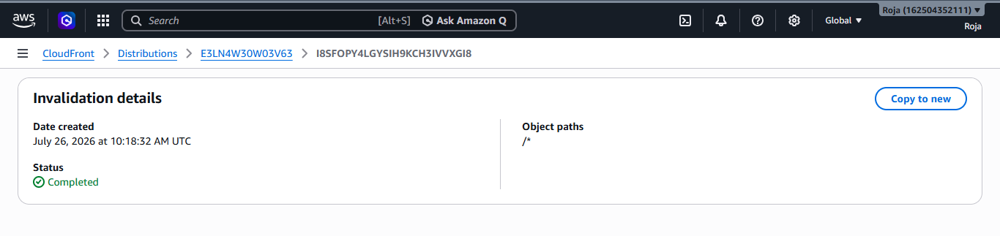 aws
Search [Alt+S] Ask Amazon Q
Global
Roja (162504352111)
Roja
CloudFront
Distributions
E3LN4W30W03V63
I8SFOPY4LGYSIH9KCH3IVVXGI8
Invalidation details
Copy to new
Date created
July 26, 2026 at 10:18:32 AM UTC
Status
Completed
Object paths
/*